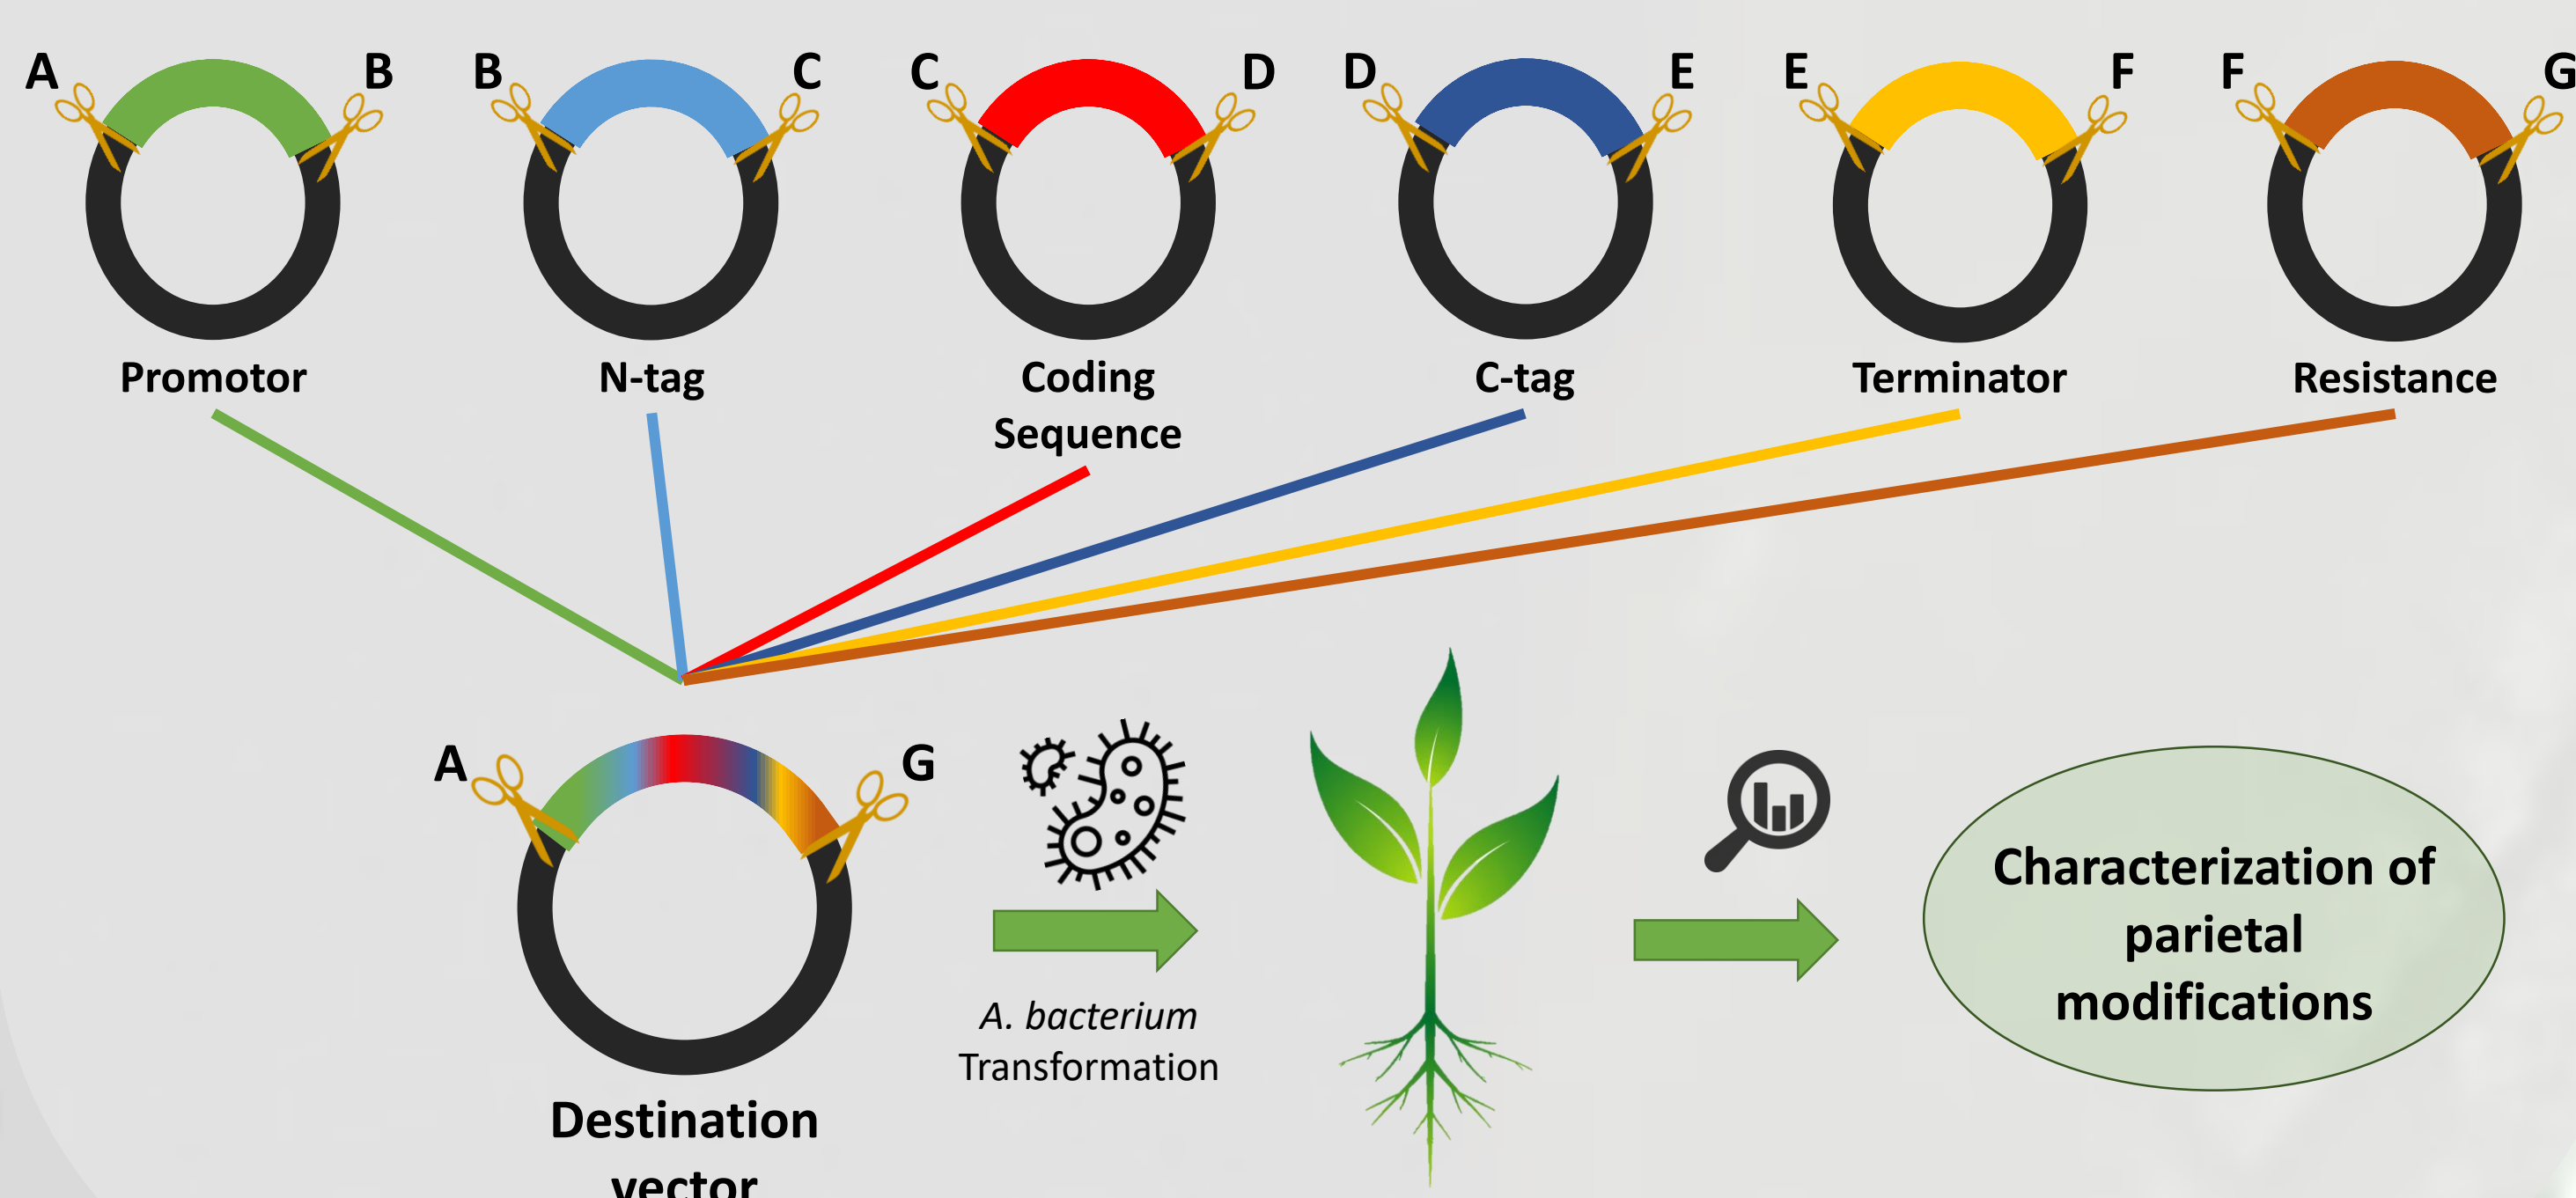 A B B C C D D E E F F G
Promotor
N-tag
Coding
Sequence
C-tag
Terminator
Resistance
A G
Destination
vector
A. bacterium
Transformation
Characterization of
parietal
modifications